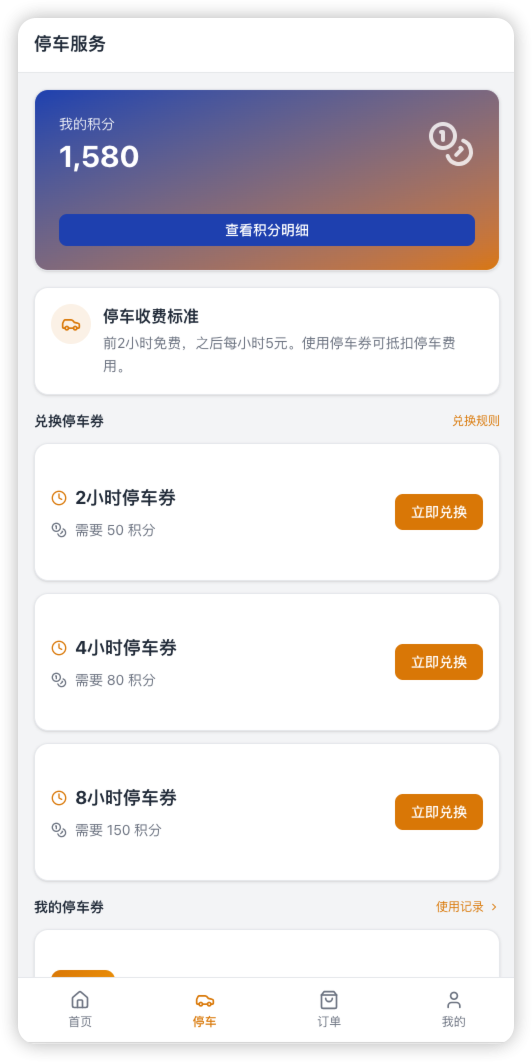 停车服务
我的积分
1,580
查看积分明细
停车收费标准
前2小时免费，之后每小时5元。使用停车券可抵扣停车费
用。
兑换停车券
兑换规则
2小时停车券
需要 50 积分
立即兑换
4小时停车券
需要 80 积分
立即兑换
8小时停车券
需要 150 积分
立即兑换
我的停车券
使用记录
首页
停车
订单
我的